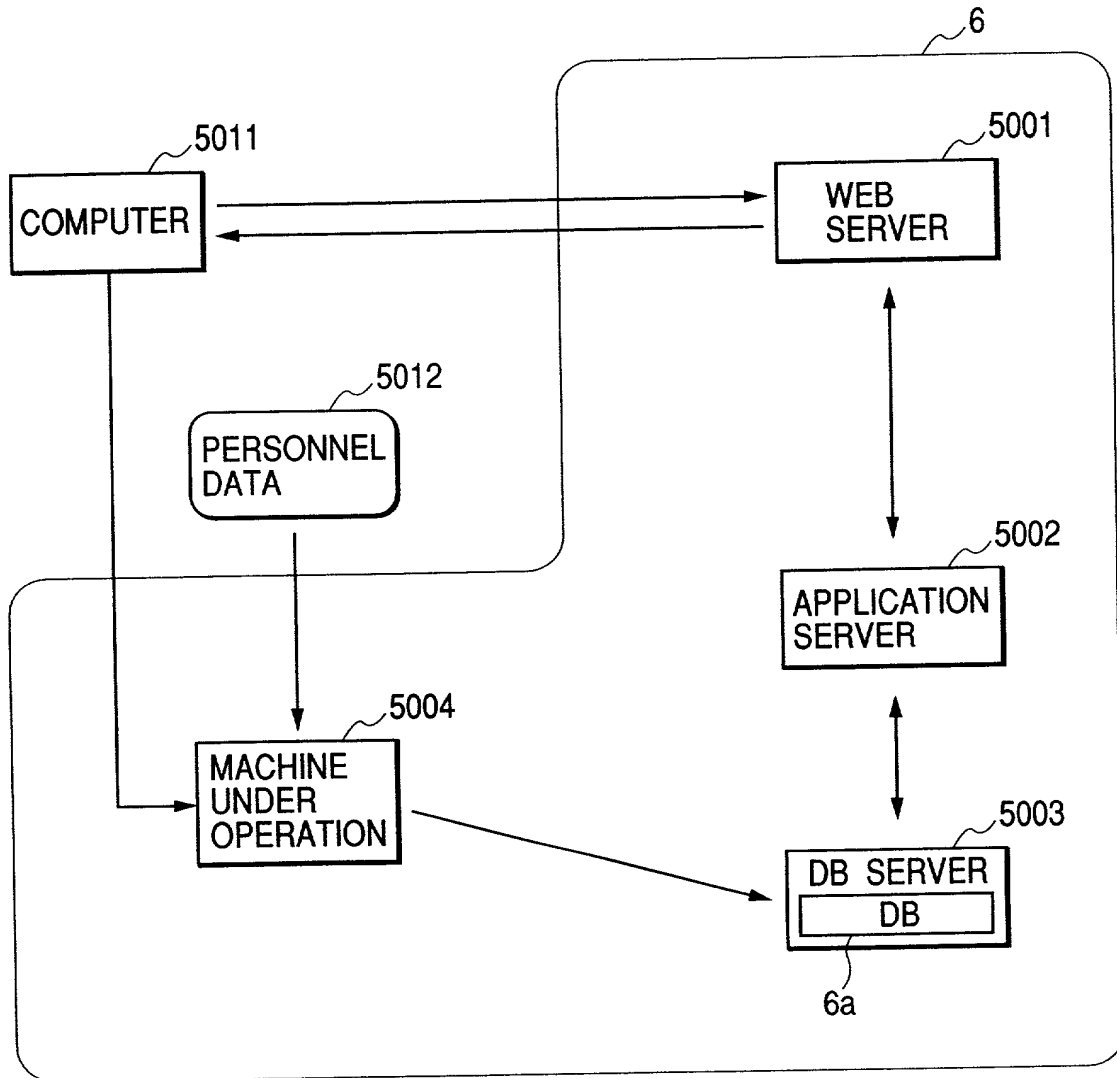 6
5011
5001
COMPUTER
WEB
SERVER
5012
PERSONNEL
DATA
5002
APPLICATION
SERVER
5004
MACHINE
UNDER
OPERATION
5003
DB SERVER
DB
6a